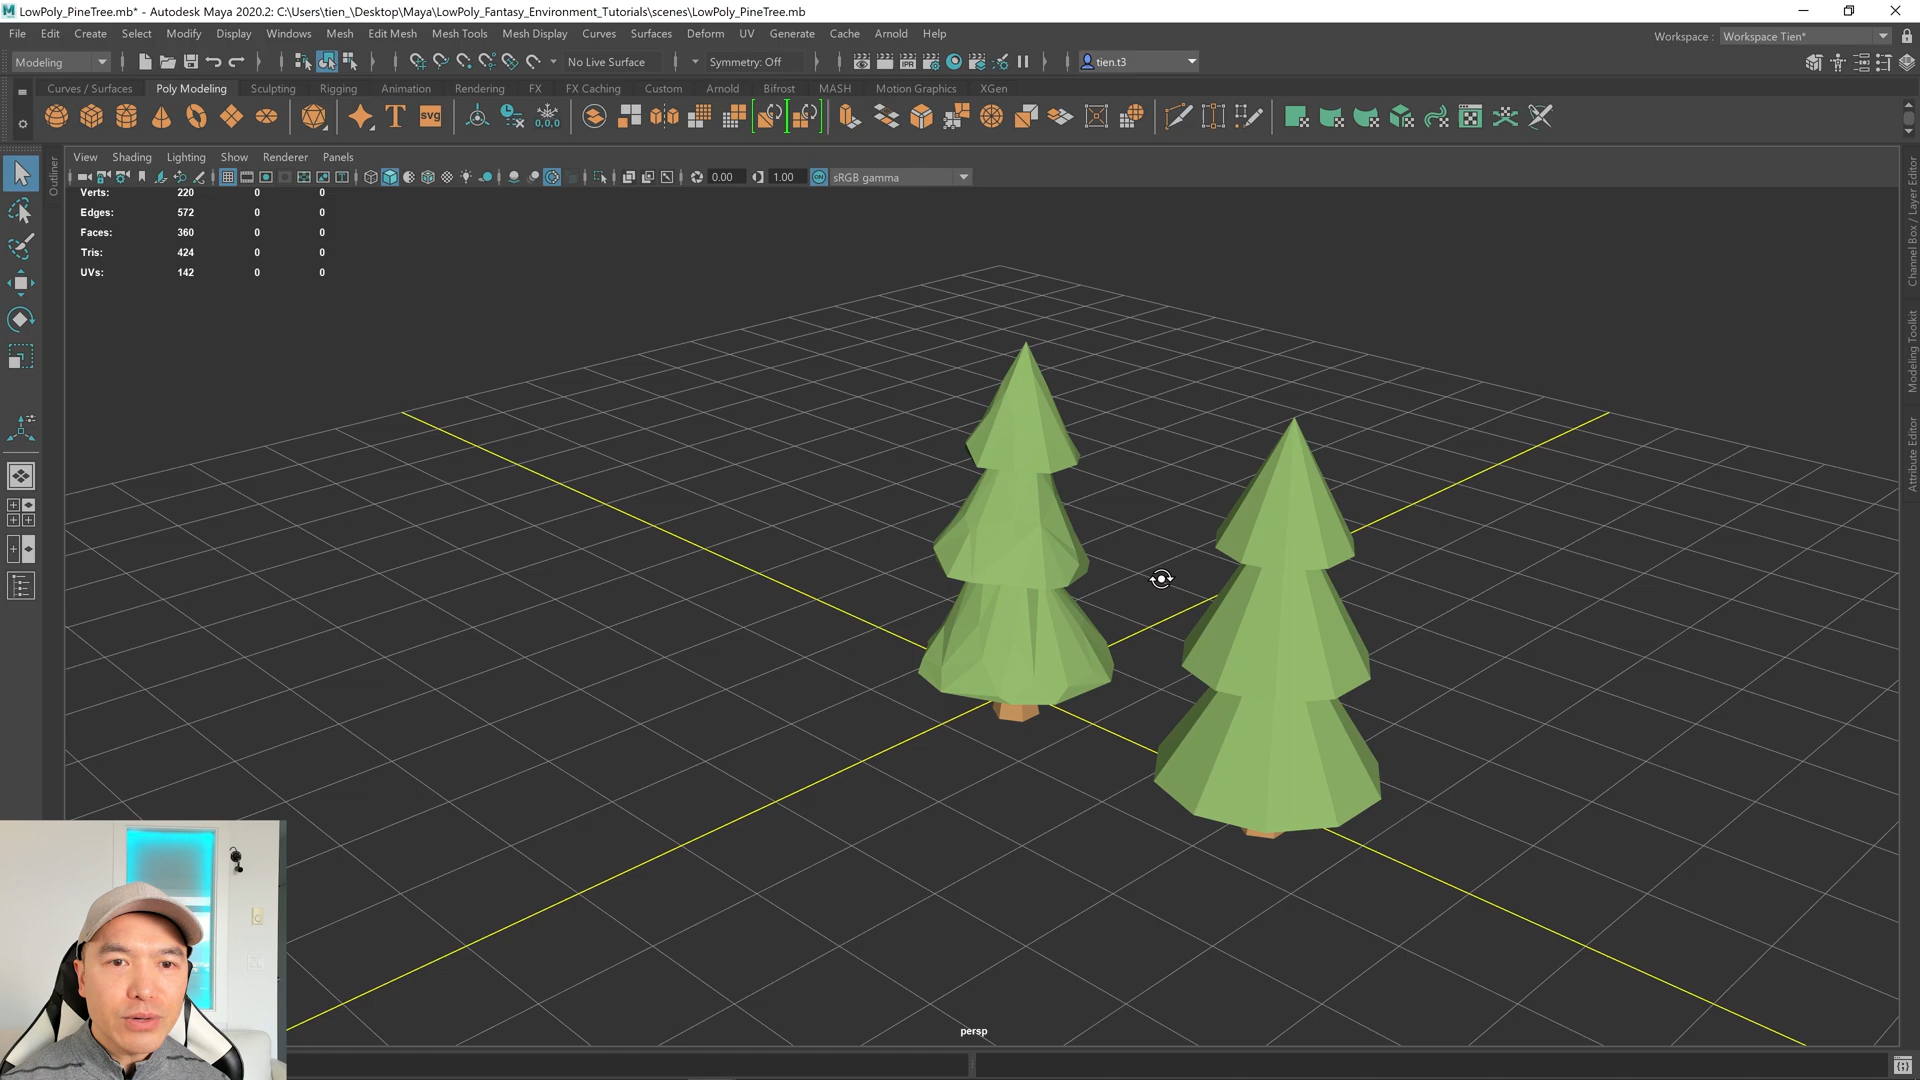 LowPoly_PineTree.mb* - Autodesk Maya 2020.2: C:\Users\tien_\Desktop\Maya\LowPoly_Fantasy_Environment_Tutorials\scenes\LowPoly_PineTree.mb
File Edit Create Select Modify Display Windows Mesh Edit Mesh Mesh Tools Mesh Display Curves Surfaces Deform UV Generate Cache Arnold Help
Workspace : Workspace Tien*
Modeling No Live Surface Symmetry: Off tien.t3
Curves / Surfaces Poly Modeling Sculpting Rigging Animation Rendering FX FX Caching Custom Arnold Bifrost MASH Motion Graphics XGen
T svg 0,0,0
View Shading Lighting Show Renderer Panels
0.00 1.00 ON sRGB gamma
Outliner
Verts: 220 0 0
Edges: 572 0 0
Faces: 360 0 0
Tris: 424 0 0
UVs: 142 0 0
Channel Box / Layer Editor
Modeling Toolkit
Attribute Editor
persp